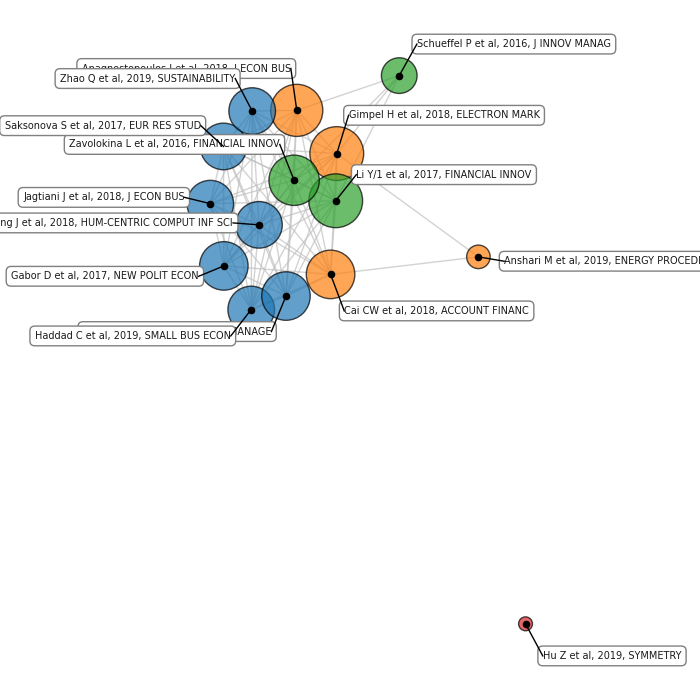 Schueffel P et al, 2016, J INNOV MANAG
Anagnostopoulos I et al, 2018, J ECON BUS
Zhao Q et al, 2019, SUSTAINABILITY
Gimpel H et al, 2018, ELECTRON MARK
Saksonova S et al, 2017, EUR RES STUD
Zavolokina L et al, 2016, FINANCIAL INNOV
Li Y/1 et al, 2017, FINANCIAL INNOV
Jagtiani J et al, 2018, J ECON BUS
ng J et al, 2018, HUM-CENTRIC COMPUT INF SCI
Anshari M et al, 2019, ENERGY PROCEDI
Gabor D et al, 2017, NEW POLIT ECON
Cai CW et al, 2018, ACCOUNT FINANC
ANAGE
Haddad C et al, 2019, SMALL BUS ECON
Hu Z et al, 2019, SYMMETRY